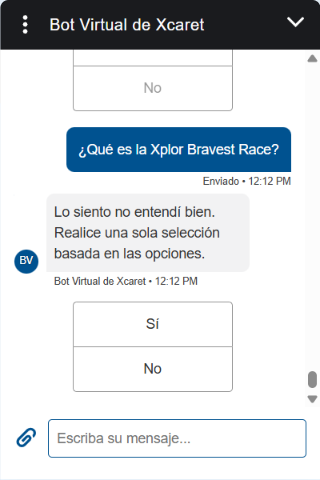 Bot Virtual de Xcaret
No
¿Qué es la Xplor Bravest Race?
Enviado • 12:12 PM
Lo siento no entendí bien.
Realice una sola selección
basada en las opciones.
BV
Bot Virtual de Xcaret • 12:12 PM
Sí
No
Escriba su mensaje...